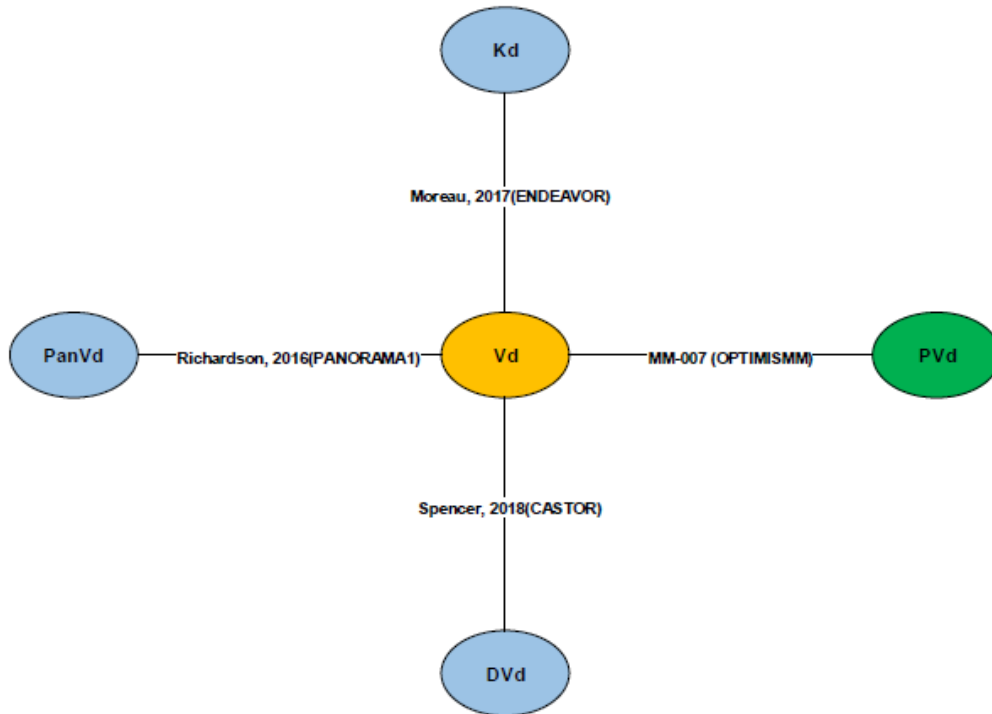 Kd
Moreau, 2017(ENDEAVOR)
PanVd
Richardson, 2016(PANORAMA1)
Vd
MM-007 (OPTIMISMM)
PVd
Spencer, 2018(CASTOR)
DVd